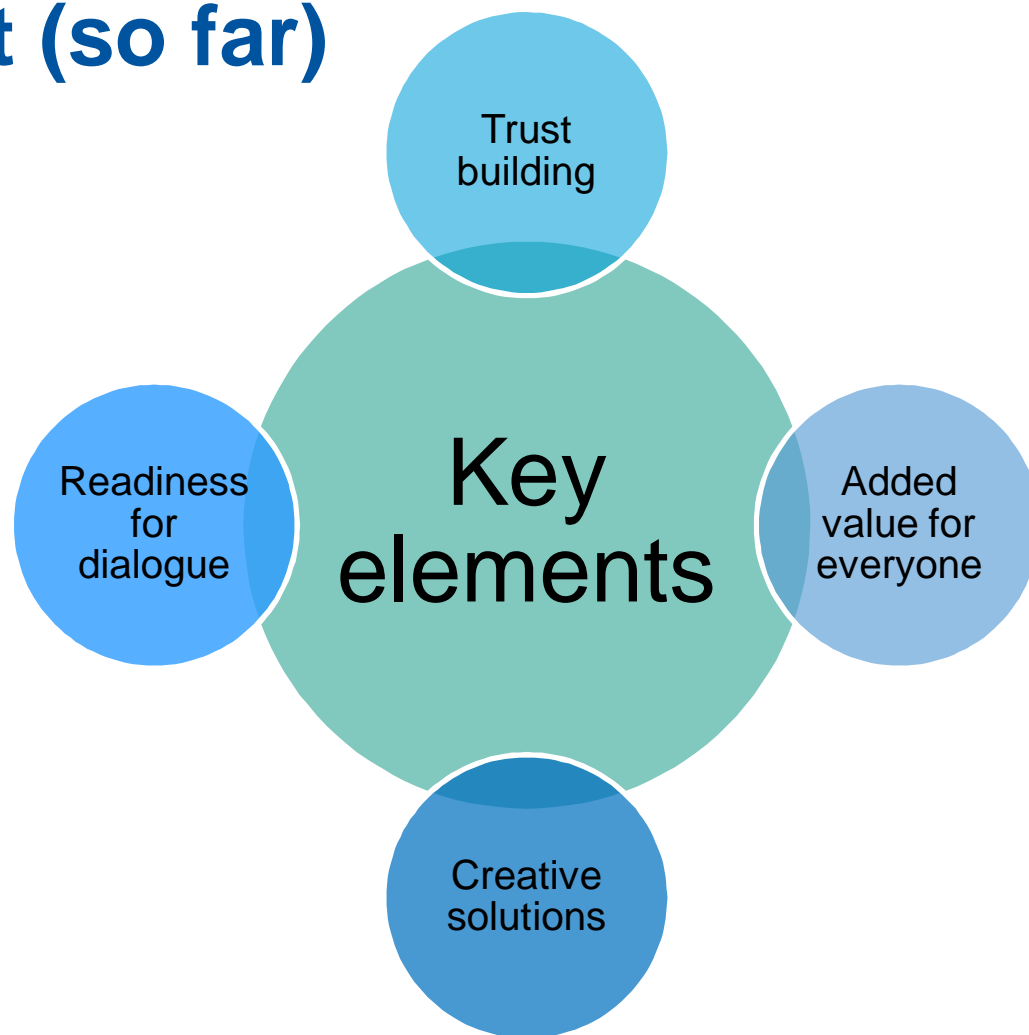 t (so far)
Trust
building
Readiness
for
dialogue
Key
elements
Added
value for
everyone
Creative
solutions